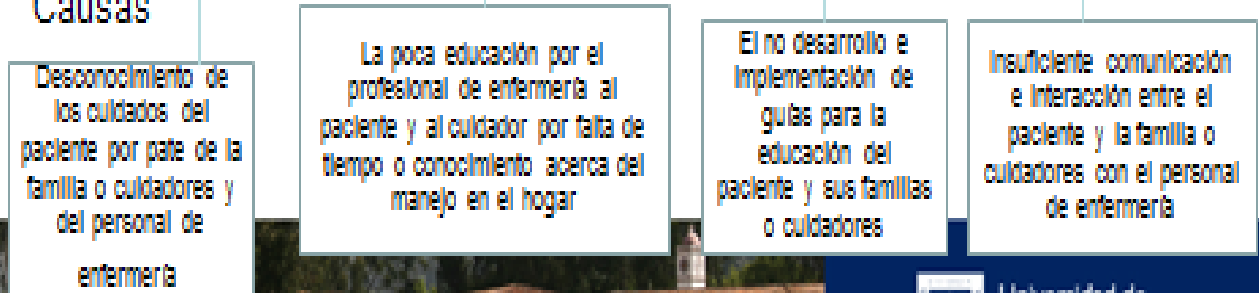 Causas
Desconocimiento de
los cuidados del
paciente por pate de la
familia o cuidadores y
del personal de
enfermería
La poca educación por el
profesional de enfermería al
paciente y al cuidador por falta de
tiempo o conocimiento acerca del
manejo en el hogar
El no desarrollo e
implementación de
guías para la
educación del
paciente y sus familias
o cuidadores
Insuficiente comunicación
e interacción entre el
paciente y la familia o
cuidadores con el personal
de enfermería
Universidad de